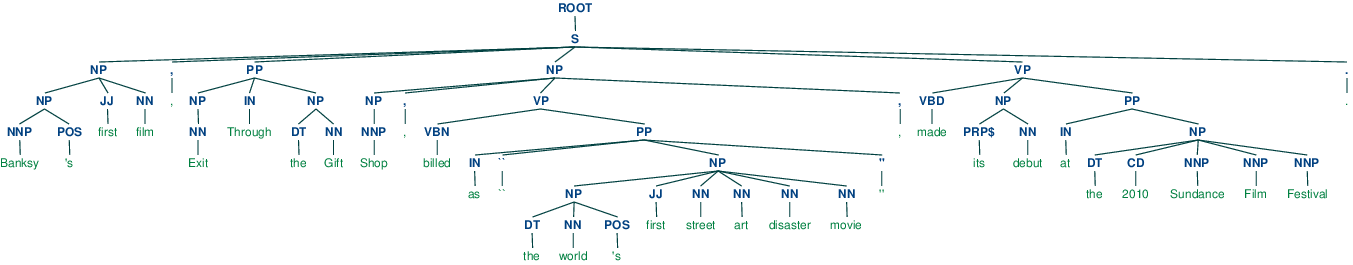 ROOT
S
NP , PP NP VP .
NP JJ NN , NP IN NP NP , VP , VBD NP PP .
NNP POS first film NN Through DT NN NNP , VBN PP , made PRP$ NN IN NP
Banksy 's Exit the Gift Shop billed IN `` NP '' its debut at DT CD NNP NNP NNP
as `` NP JJ NN NN NN NN '' the 2010 Sundance Film Festival
DT NN POS first street art disaster movie
the world 's